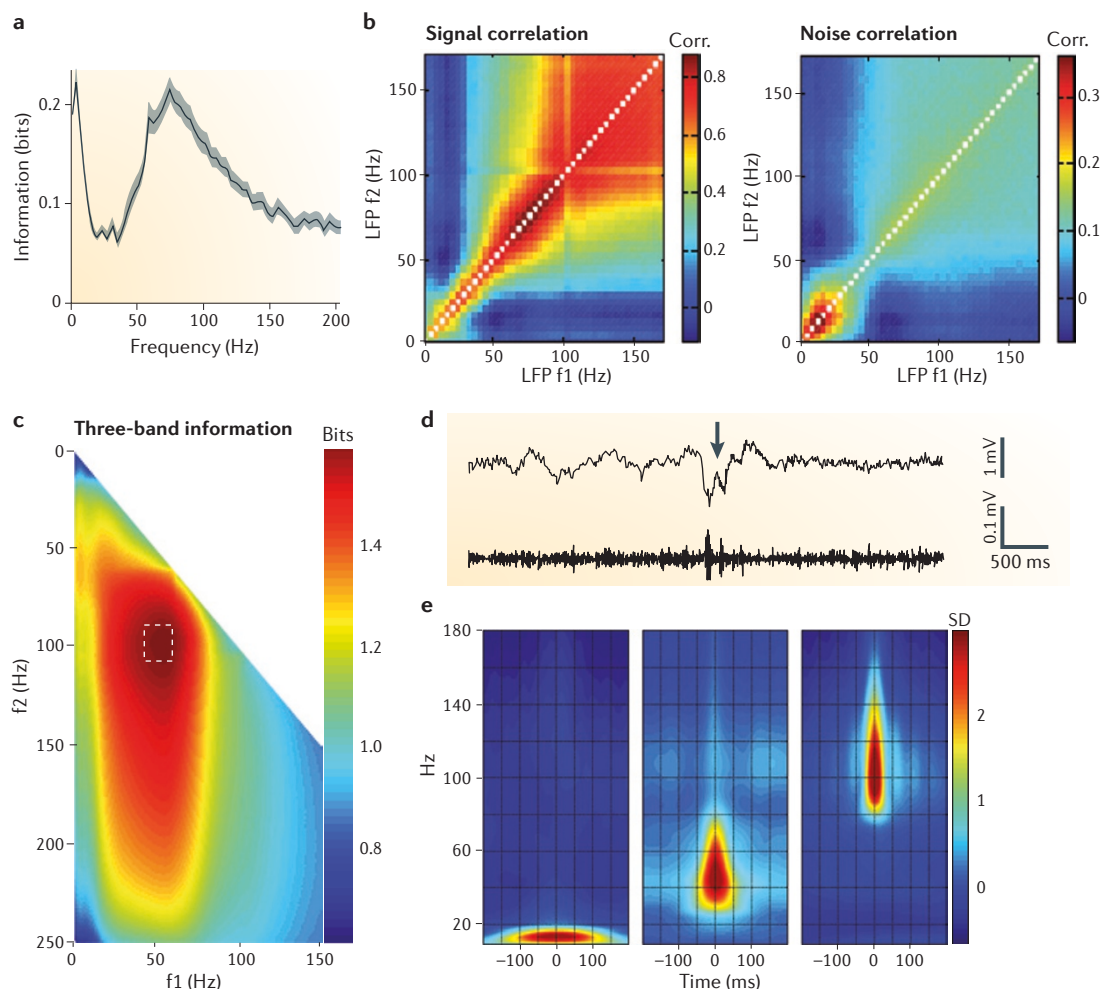 a
Information (bits)
0.2
0.1
0
0 50 100 150 200
Frequency (Hz)
b
Signal correlation
Corr.
LFP f2 (Hz)
150
100
50
0
0 50 100 150
LFP f1 (Hz)
0.8
0.6
0.4
0.2
0
Noise correlation
Corr.
LFP f2 (Hz)
150
100
50
0
0 50 100 150
LFP f1 (Hz)
0.3
0.2
0.1
0
c
Three-band information
Bits
f2 (Hz)
0
50
100
150
200
250
0 50 100 150
f1 (Hz)
1.4
1.2
1.0
0.8
d
1 mV
0.1 mV
500 ms
e
SD
Hz
180
140
100
60
20
−100 0 100
−100 0 100
−100 0 100
Time (ms)
2
1
0